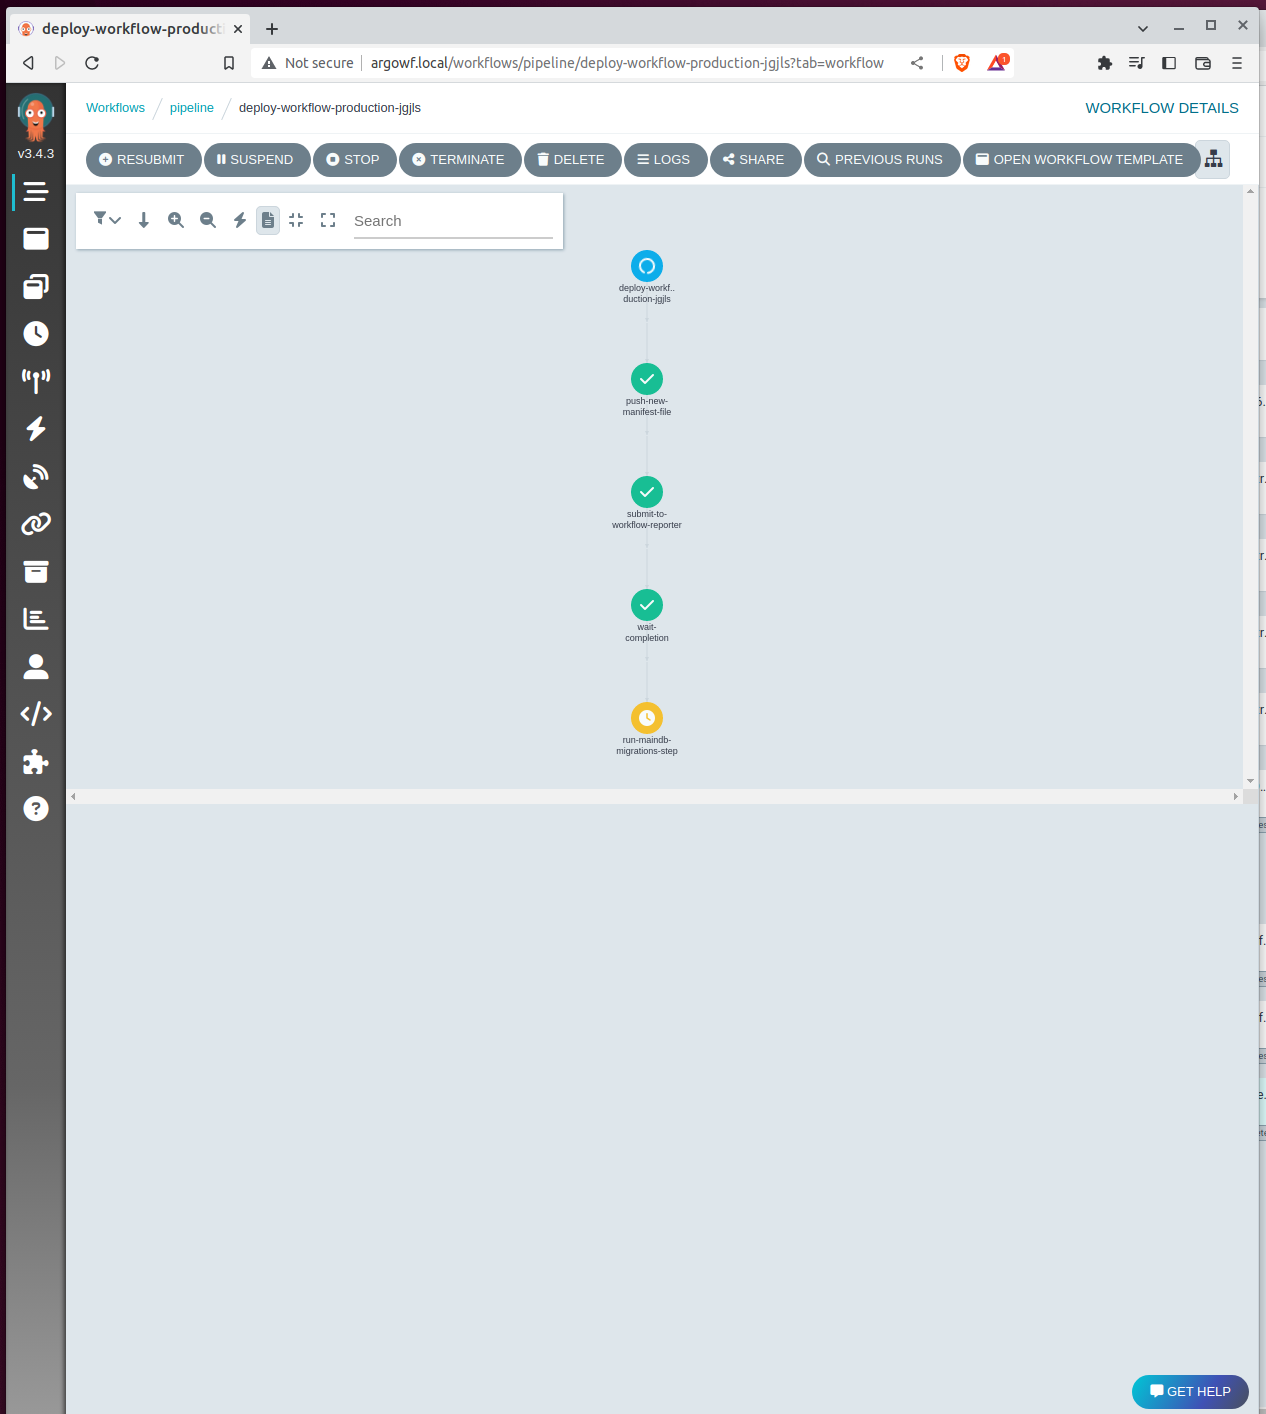 deploy-workflow-product
Not secure
argowf.local/workflows/pipeline/deploy-workflow-production-jgjls?tab=workflow
1
v3.4.3
Workflows / pipeline / deploy-workflow-production-jgjls
WORKFLOW DETAILS
RESUBMIT
SUSPEND
STOP
TERMINATE
DELETE
LOGS
SHARE
PREVIOUS RUNS
OPEN WORKFLOW TEMPLATE
Search
deploy-workf..
duction-jgjls
push-new-
manifest-file
submit-to-
workflow-reporter
wait-
completion
run-maindb-
migrations-step
GET HELP